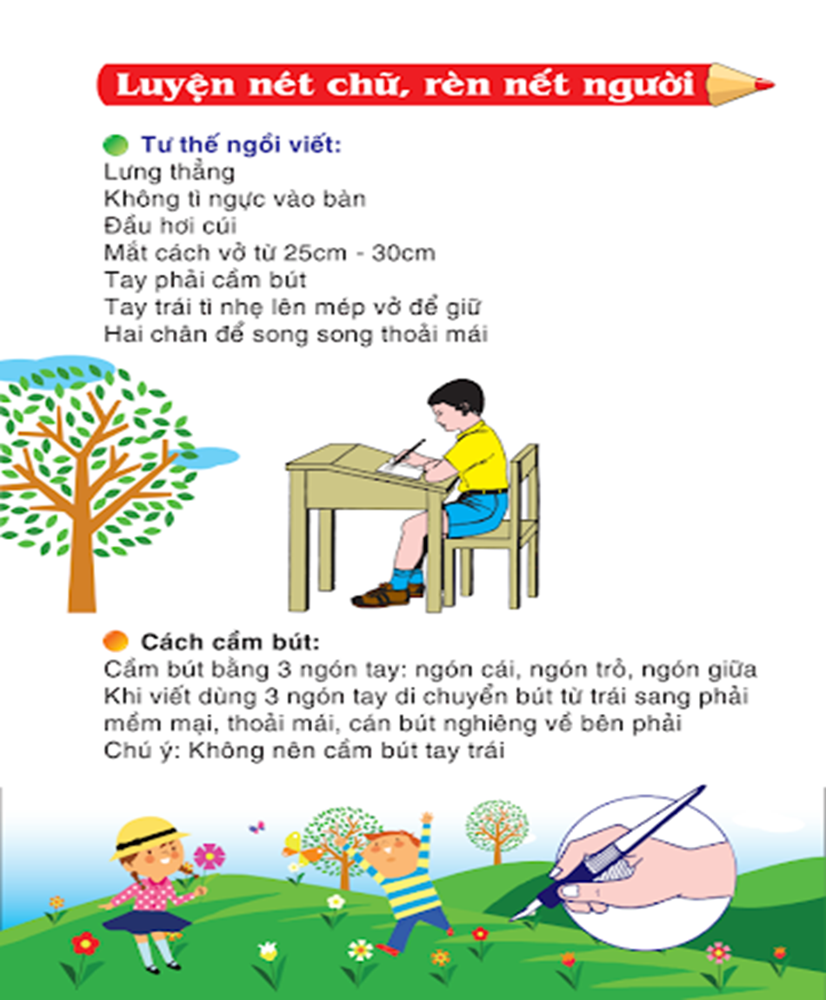 Luyện nét chữ, rèn nết người
Tư thế ngồi viết:
Lưng thẳng
Không tì ngực vào bàn
Đầu hơi cúi
Mắt cách vở từ 25cm - 30cm
Tay phải cầm bút
Tay trái tì nhẹ lên mép vở để giữ
Hai chân để song song thoải mái
Cách cầm bút:
Cầm bút bằng 3 ngón tay: ngón cái, ngón trỏ, ngón giữa
Khi viết dùng 3 ngón tay di chuyển bút từ trái sang phải
mềm mại, thoải mái, cán bút nghiêng về bên phải
Chú ý: Không nên cầm bút tay trái